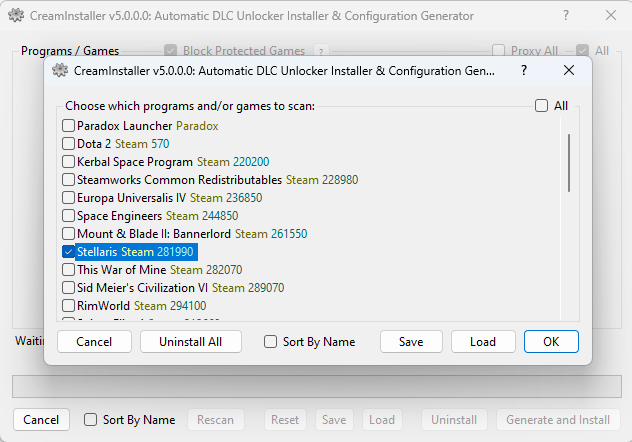 CreamInstaller v5.0.0.0: Automatic DLC Unlocker Installer & Configuration Generator ?
Programs / Games Block Protected Games ? Proxy All All
CreamInstaller v5.0.0.0: Automatic DLC Unlocker Installer & Configuration Gen... ?
Choose which programs and/or games to scan: All
Paradox Launcher Paradox
Dota 2 Steam 570
Kerbal Space Program Steam 220200
Steamworks Common Redistributables Steam 228980
Europa Universalis IV Steam 236850
Space Engineers Steam 244850
Mount & Blade II: Bannerlord Steam 261550
Stellaris Steam 281990
This War of Mine Steam 282070
Sid Meier's Civilization VI Steam 289070
RimWorld Steam 294100
Cancel Uninstall All Sort By Name Save Load OK
Cancel Sort By Name Rescan Reset Save Load Uninstall Generate and Install